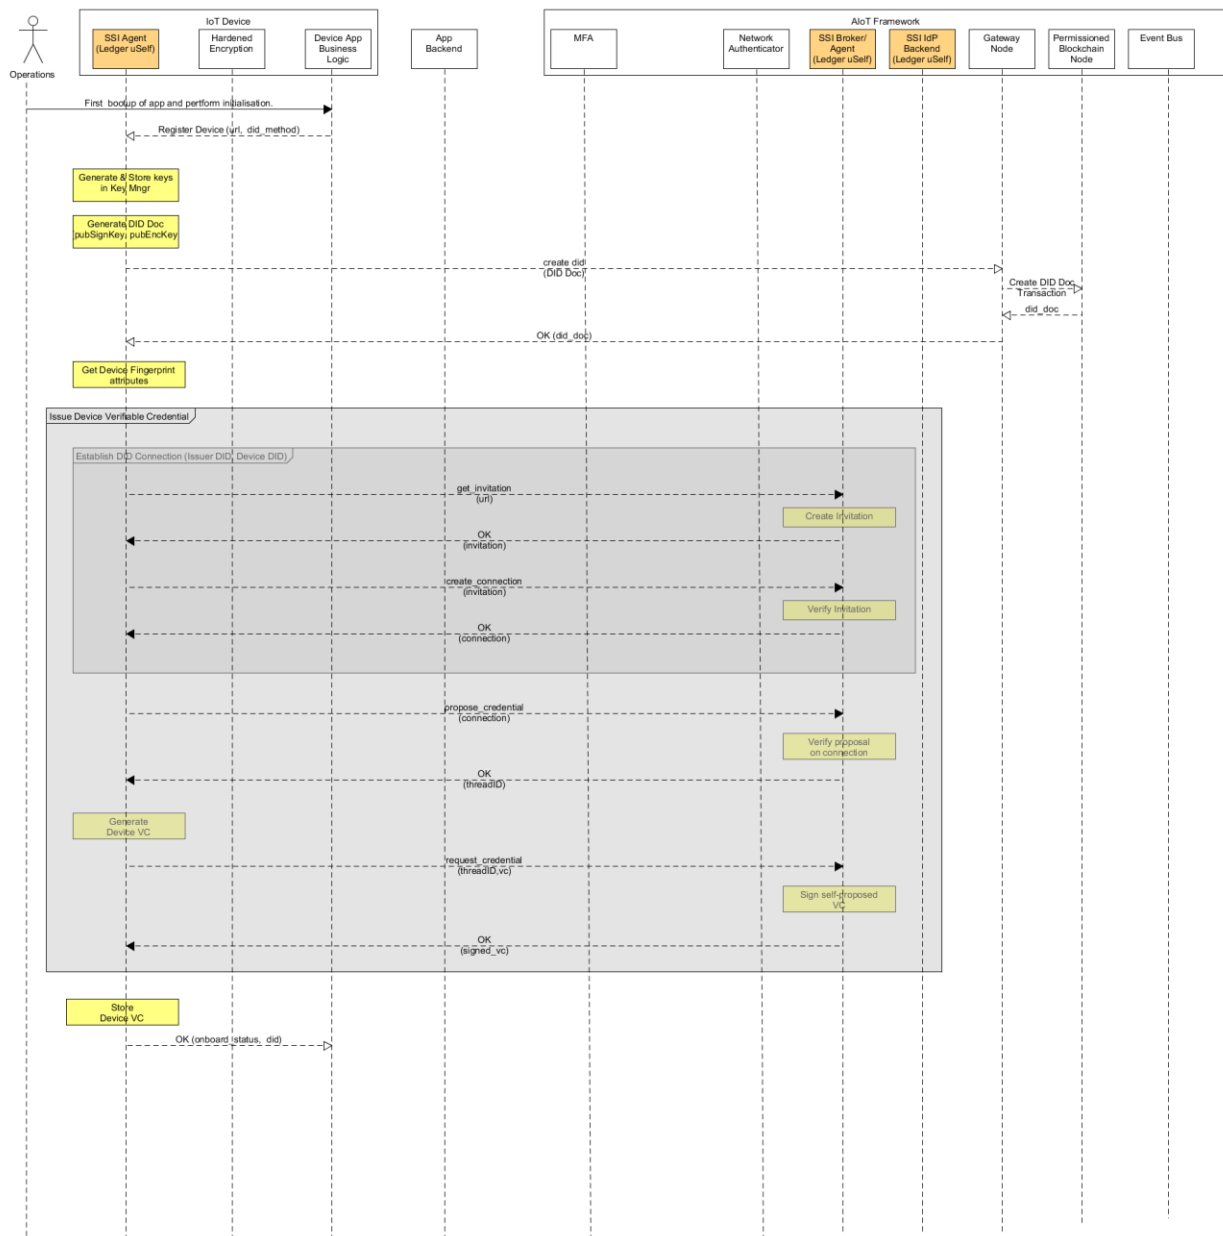 IoT Device
AIoT Framework
Operations
SSI Agent
(Ledger uSelf)
Hardened
Encryption
Device App
Business
Logic
App
Backend
MFA
Network
Authenticator
SSI Broker/
Agent
(Ledger uSelf)
SSI IdP
Backend
(Ledger uSelf)
Gateway
Node
Permissioned
Blockchain
Node
Event Bus
First bootup of app and pertform initialisation.
Register Device (url, did_method)
Generate & Store keys
in Key Mngr
Generate DID Doc
pubSignKey, pubEncKey
create did
(DID Doc)
Create DID Doc
Transaction
did_doc
OK (did_doc)
Get Device Fingerprint
attributes
Issue Device Verifiable Credential
Establish DID Connection (Issuer DID, Device DID)
get_invitation
(url)
Create Invitation
OK
(invitation)
create_connection
(invitation)
Verify Invitation
OK
(connection)
propose_credential
(connection)
Verify proposal
on connection
OK
(threadID)
Generate
Device VC
request_credential
(threadID,vc)
Sign self-proposed
VC
OK
(signed_vc)
Store
Device VC
OK (onboard_status, did)